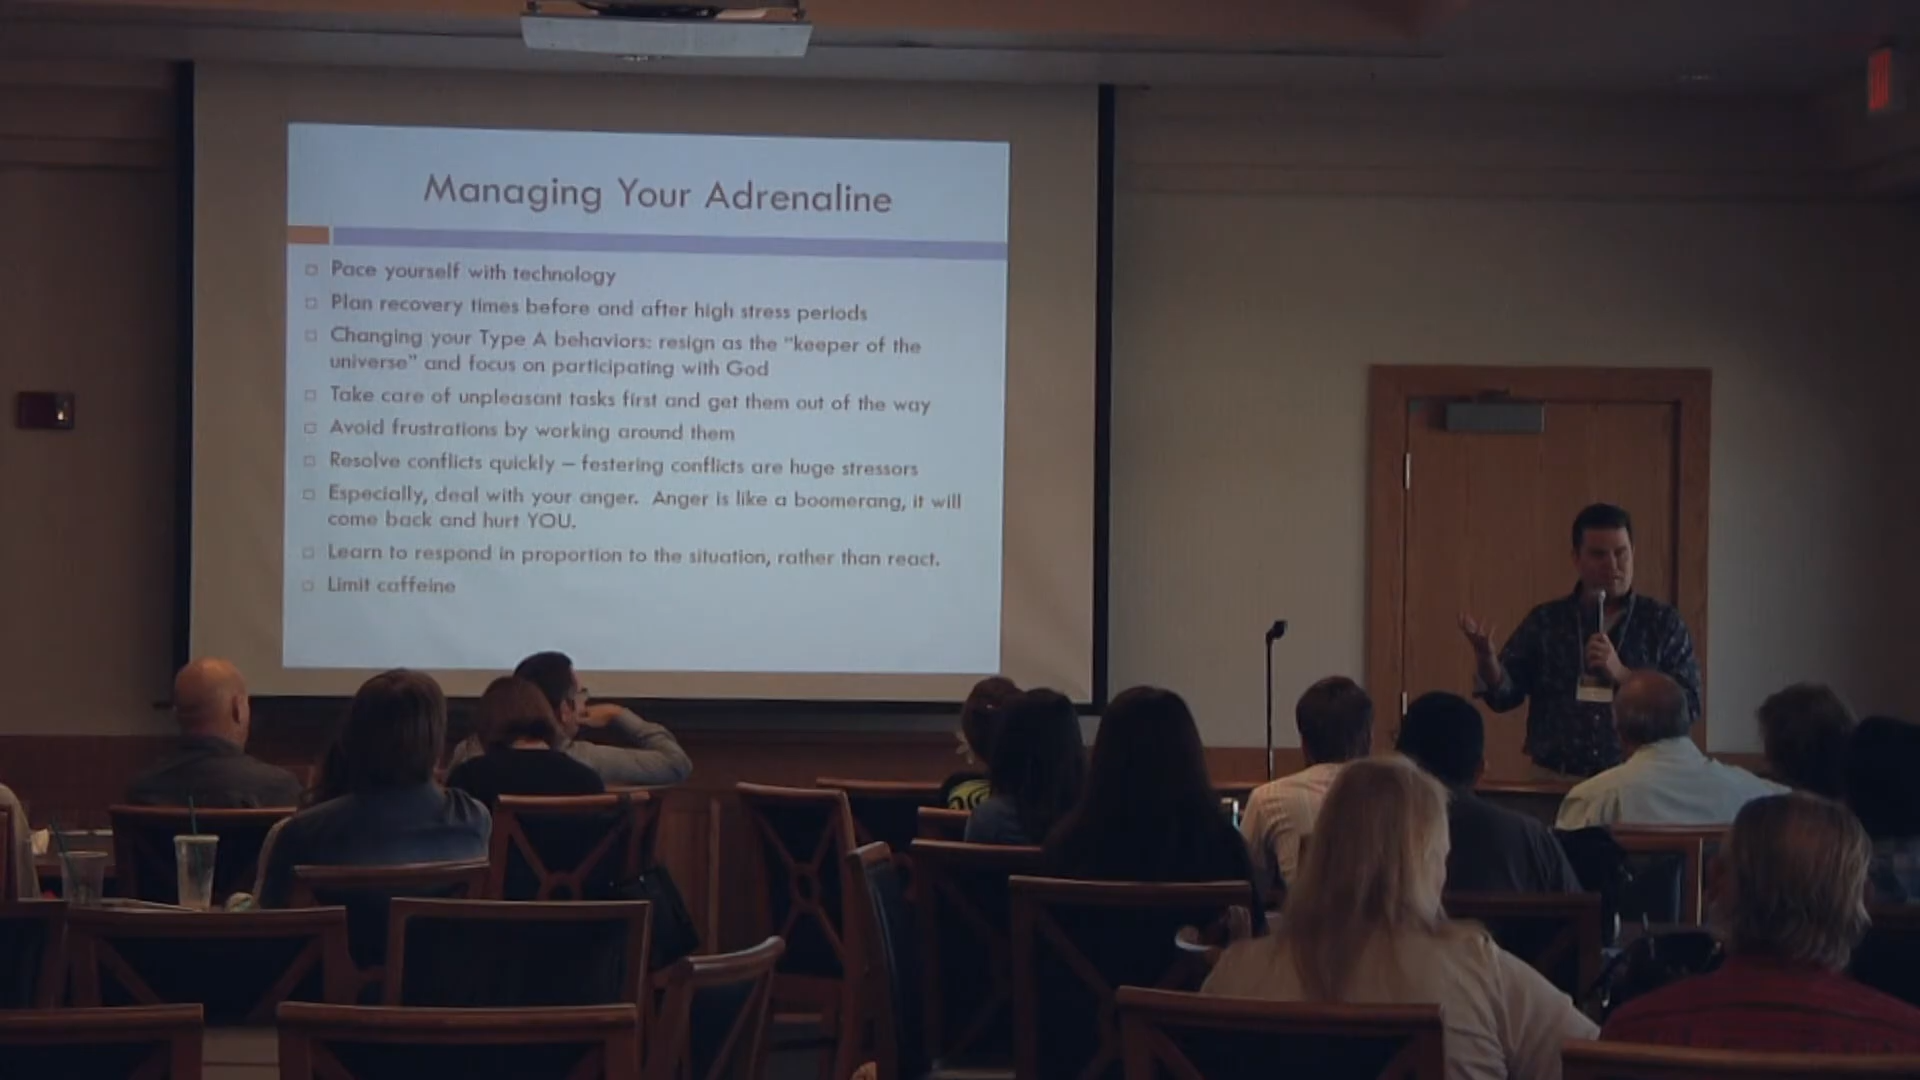 Managing Your Adrenaline
Pace yourself with technology
Plan recovery times before and after high stress periods
Changing your Type A behaviors: resign as the “keeper of the
universe” and focus on participating with God
Take care of unpleasant tasks first and get them out of the way
Avoid frustrations by working around them
Resolve conflicts quickly – festering conflicts are huge stressors
Especially, deal with your anger.  Anger is like a boomerang, it will
come back and hurt YOU.
Learn to respond in proportion to the situation, rather than react.
Limit caffeine